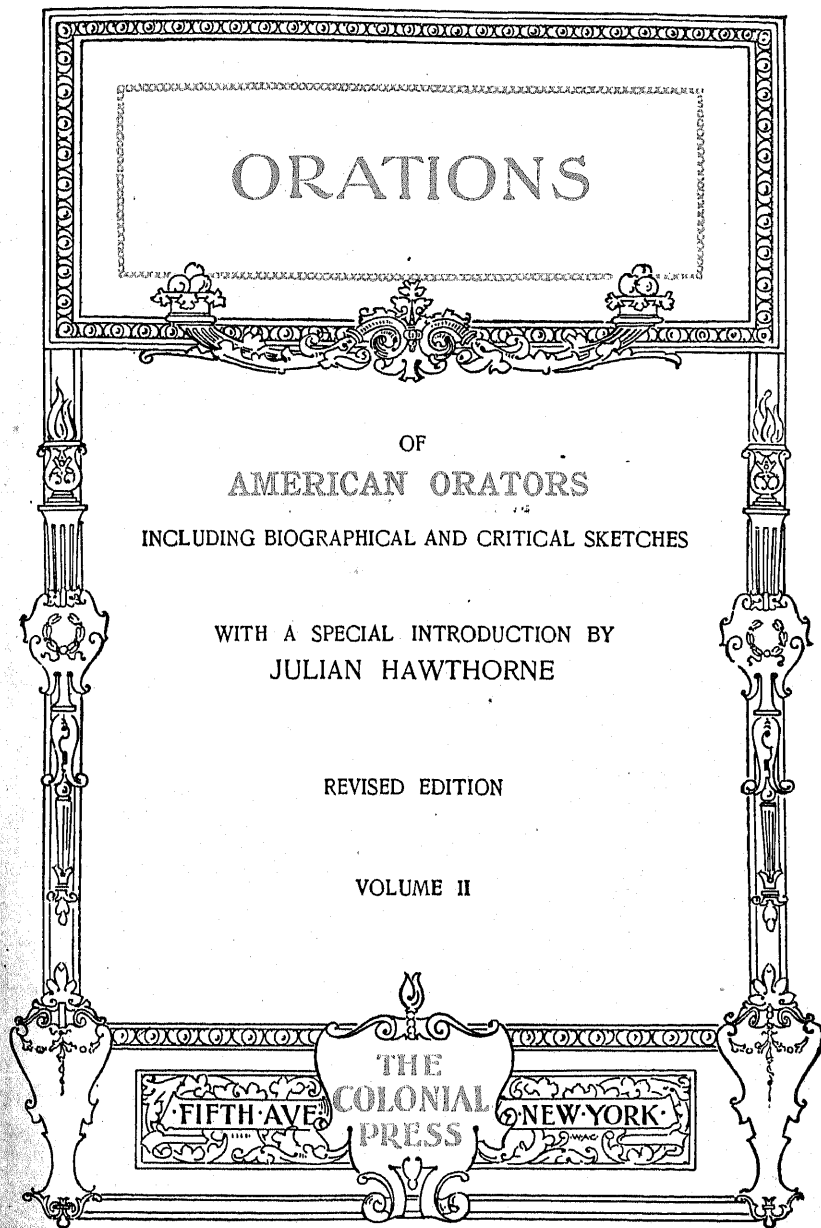 ORATIONS
OF
AMERICAN ORATORS
INCLUDING BIOGRAPHICAL AND CRITICAL SKETCHES
WITH A SPECIAL INTRODUCTION BY
JULIAN HAWTHORNE
REVISED EDITION
VOLUME II
THE
COLONIAL
PRESS
·FIFTH·AVE·
NEW·YORK·